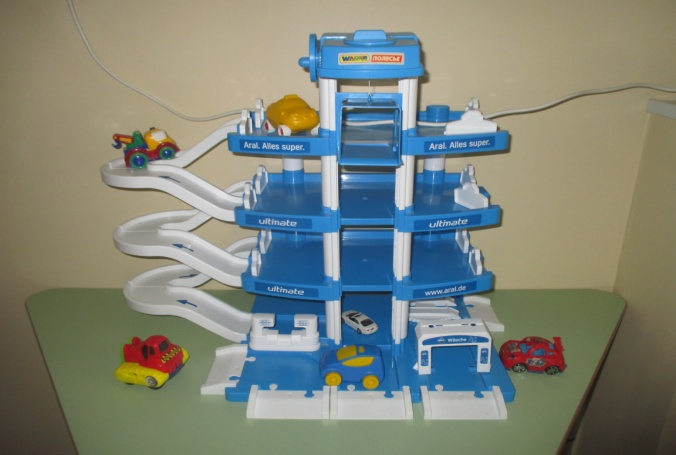 WADER ПОЛЕСЬЕ
Aral. Alles super.
Aral. Alles super.
ultimate
ultimate
ultimate
www.aral.de
Wäsche